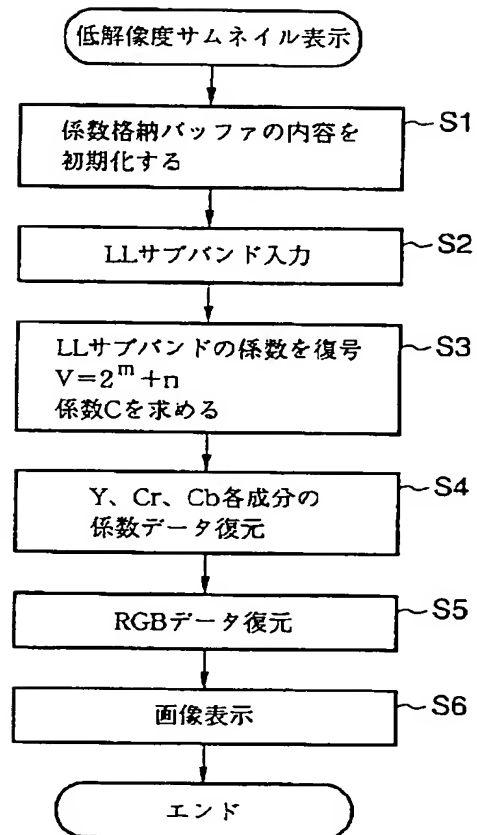 低解像度サムネイル表示
係数格納バッファの内容を
初期化する
S1
LLサブバンド入力
S2
LLサブバンドの係数を復号
V=2^m+n
係数Cを求める
S3
Y、Cr、Cb各成分の
係数データ復元
S4
RGBデータ復元
S5
画像表示
S6
エンド